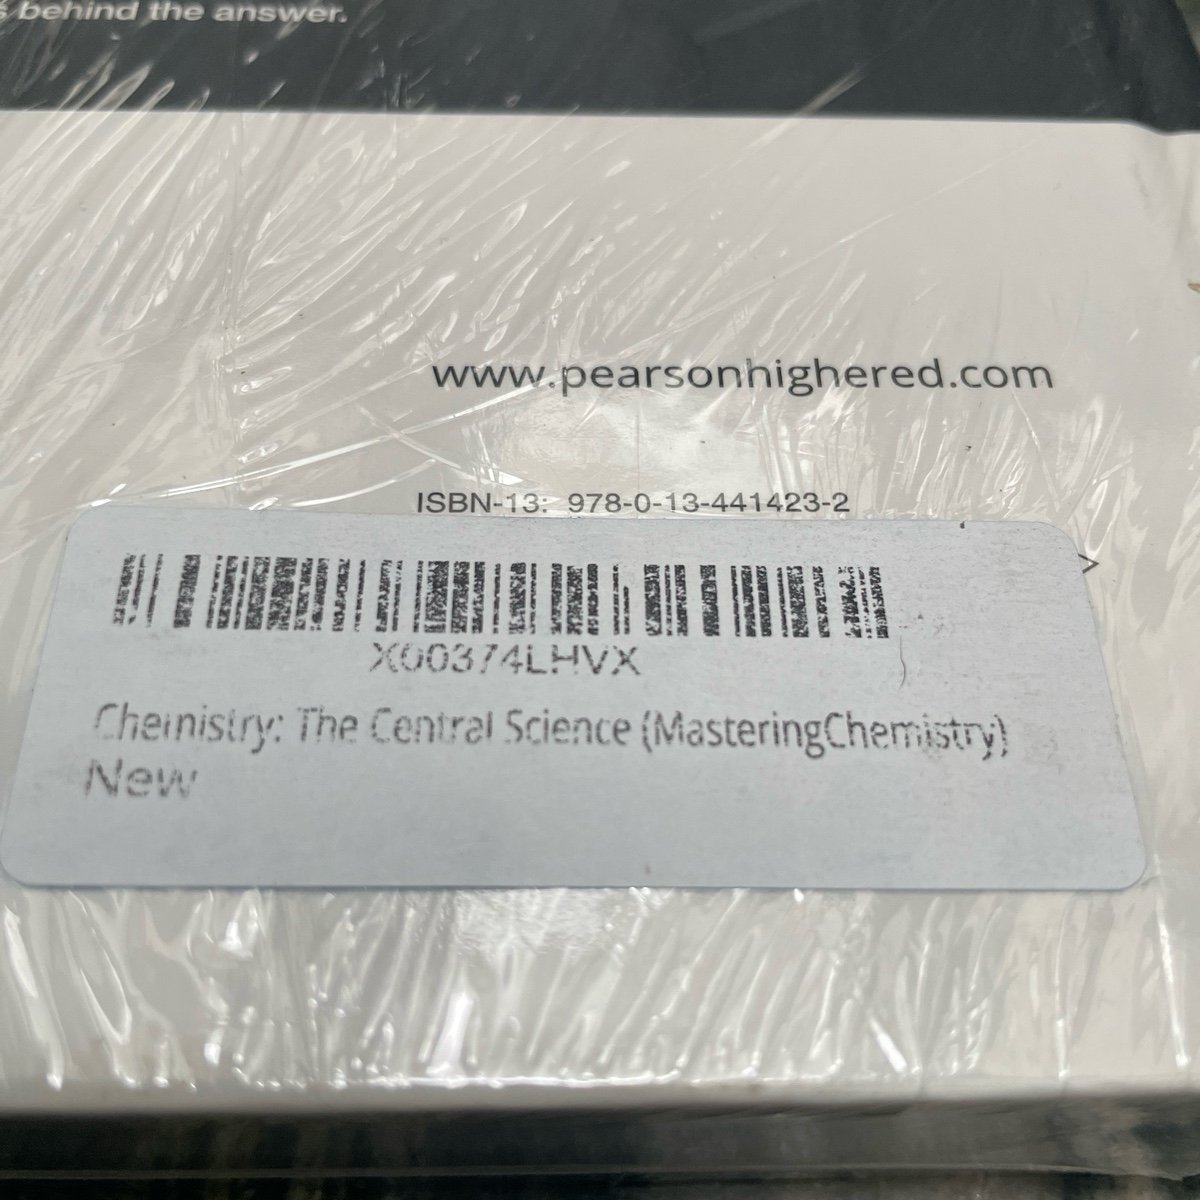 behind the answer.
www.pearsonhighered.com
ISBN-13: 978-0-13-441423-2
X00374LHVX
Chemistry: The Central Science (MasteringChemistry)
New